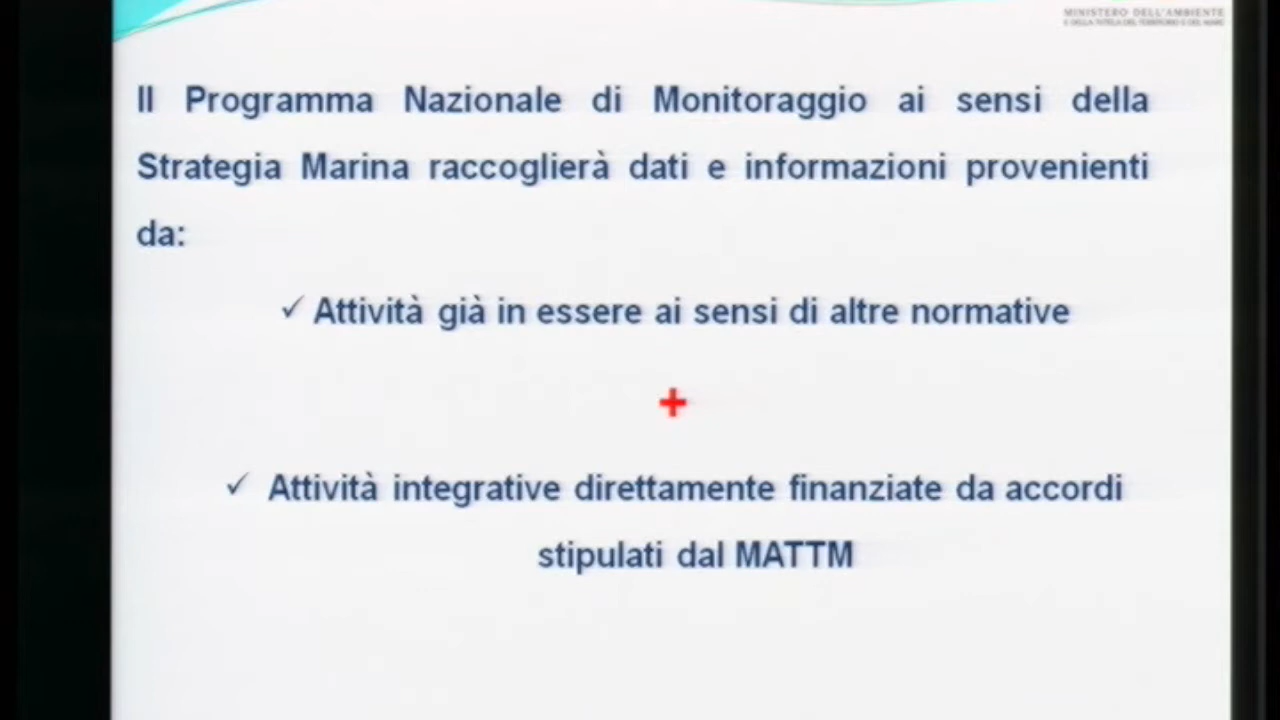 MINISTERO DELL'AMBIENTE
E DELLA TUTELA DEL TERRITORIO E DEL MARE
Il Programma Nazionale di Monitoraggio ai sensi della
Strategia Marina raccoglierà dati e informazioni provenienti
da:
✓ Attività già in essere ai sensi di altre normative
+
✓ Attività integrative direttamente finanziate da accordi
stipulati dal MATTM